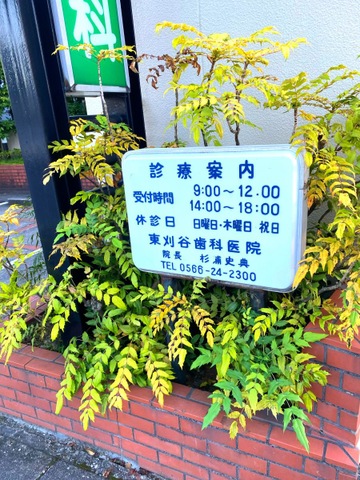 科
診療案内
受付時間 9:00～12.00
14:00～18:00
休診日 日曜日・木曜日 祝日
東刈谷歯科医院
院長 杉浦史典
TEL 0566-24-2300